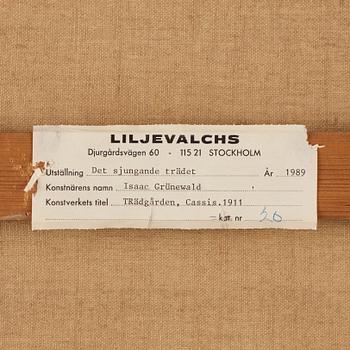 LILJEVALCHS
Djurgårdsvägen 60 - 115 21 STOCKHOLM
Utställning Det sjungande trädet År 1989
Konstnärens namn Isaac Grünewald
Konstverkets titel TRädgården, Cassis.1911
kat. nr 20